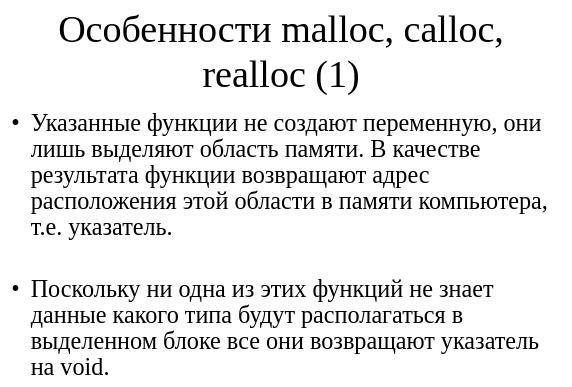 Особенности malloc, calloc,
realloc (1)
• Указанные функции не создают переменную, они
лишь выделяют область памяти. В качестве
результата функции возвращают адрес
расположения этой области в памяти компьютера,
т.е. указатель.
• Поскольку ни одна из этих функций не знает
данные какого типа будут располагаться в
выделенном блоке все они возвращают указатель
на void.